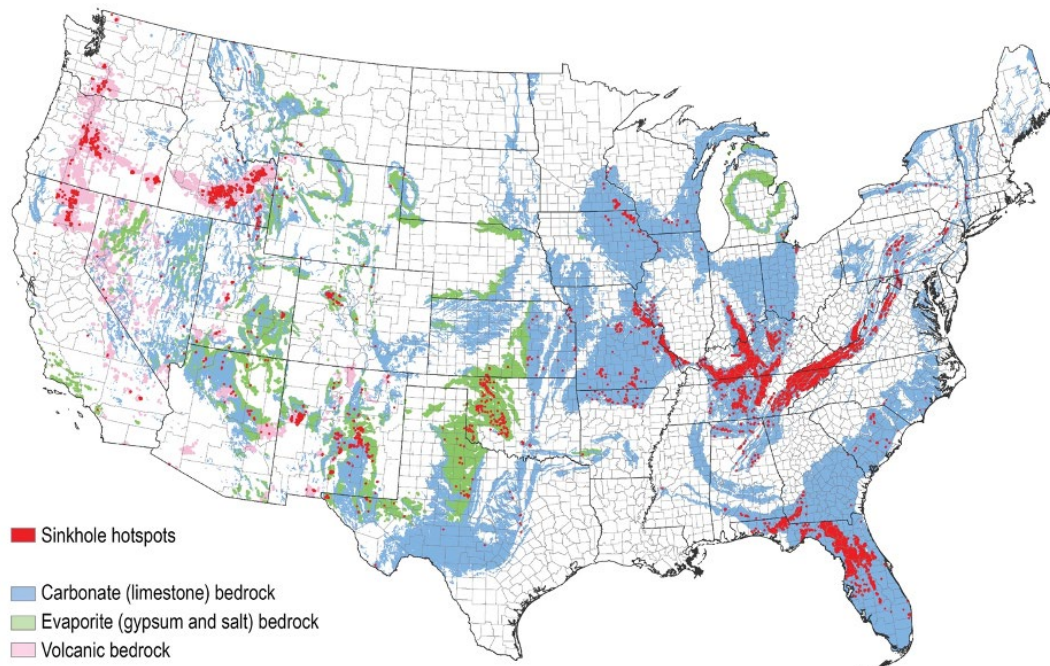 Sinkhole hotspots
Carbonate (limestone) bedrock
Evaporite (gypsum and salt) bedrock
Volcanic bedrock